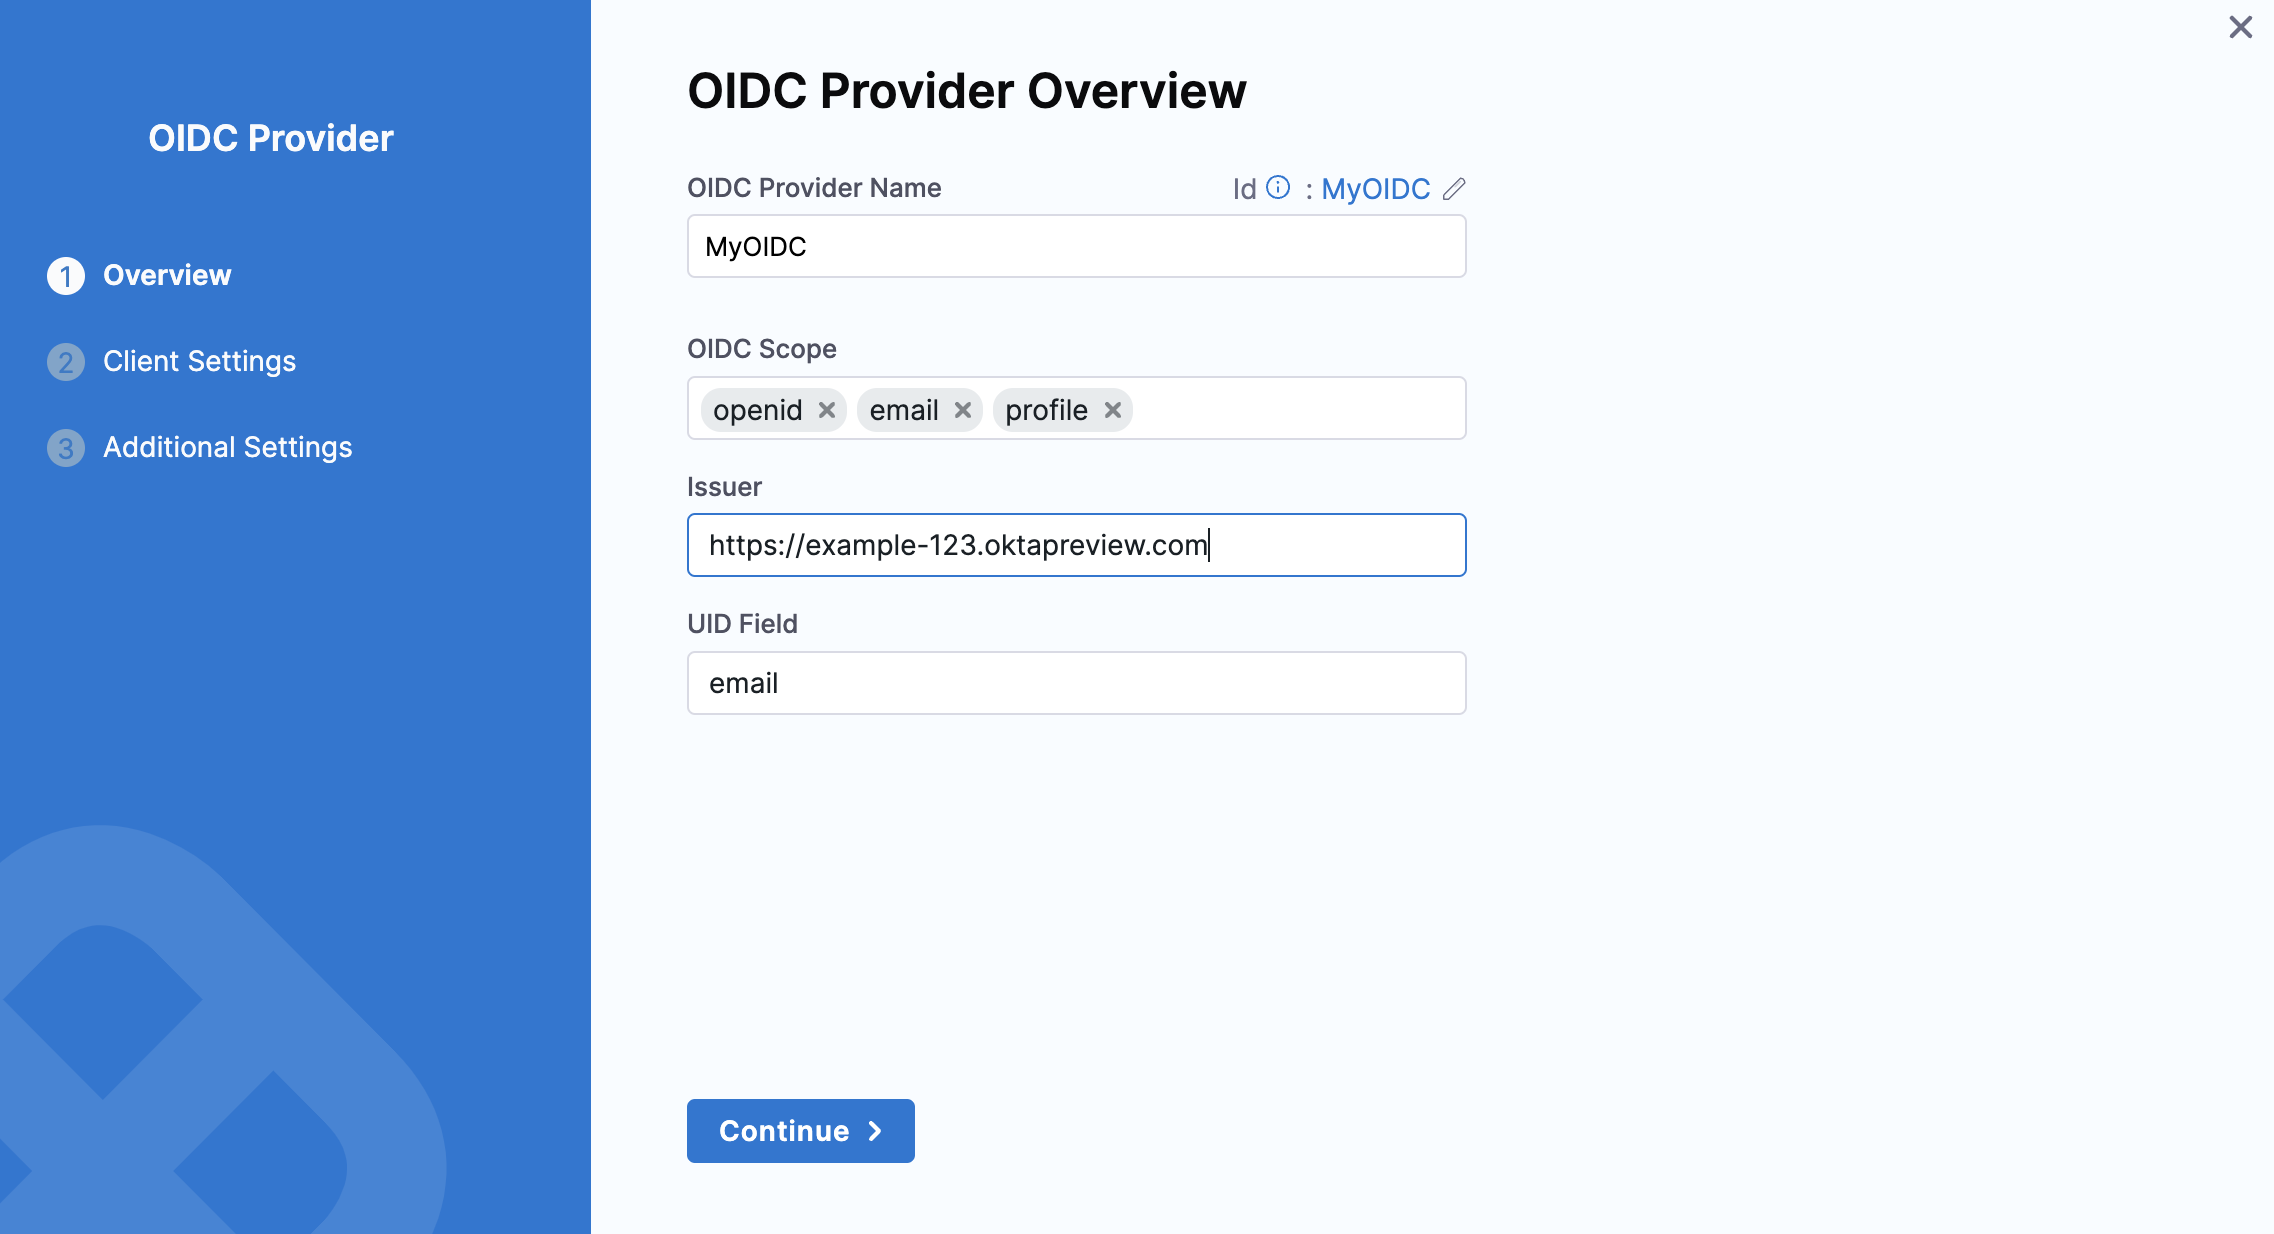 OIDC Provider
1 Overview
2 Client Settings
3 Additional Settings
OIDC Provider Overview
OIDC Provider Name
Id : MyOIDC
MyOIDC
OIDC Scope
openid email profile
Issuer
https://example-123.oktapreview.com
UID Field
email
Continue